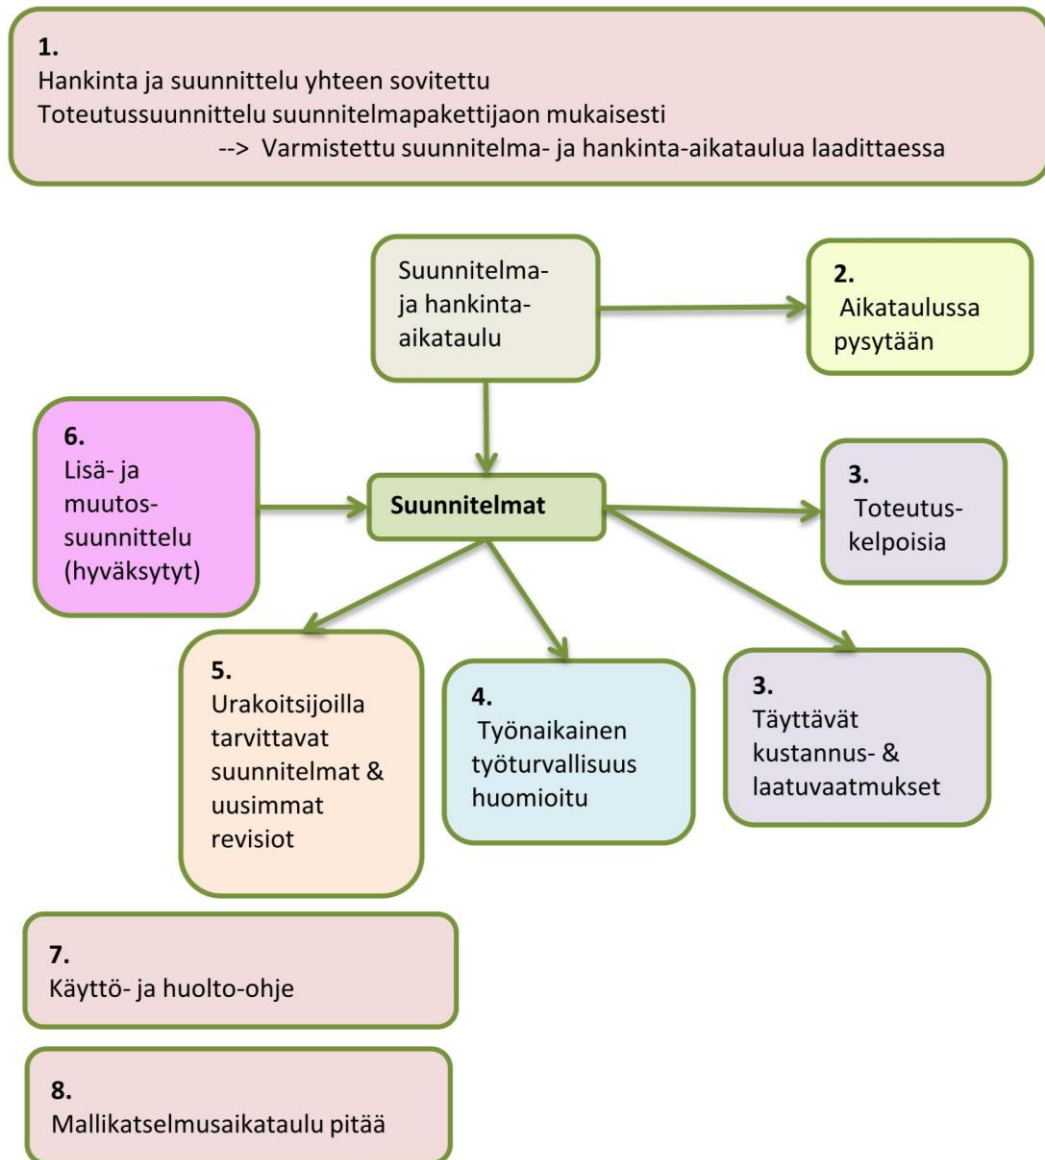 1.
Hankinta ja suunnittelu yhteen sovitettu
Toteutussuunnittelu suunnitelmapakettijaon mukaisesti
--> Varmistettu suunnitelma- ja hankinta-aikataulua laadittaessa
Suunnitelma-
ja hankinta-
aikataulu
2.
Aikataulussa
pysytään
6.
Lisä- ja
muutos-
suunnittelu
(hyväksytyt)
Suunnitelmat
3.
Toteutus-
kelpoisia
5.
Urakoitsijoilla
tarvittavat
suunnitelmat &
uusimmat
revisiot
4.
Työnaikainen
työturvallisuus
huomioitu
3.
Täyttävät
kustannus- &
laatuvaatmukset
7.
Käyttö- ja huolto-ohje
8.
Mallikatselmusaikataulu pitää